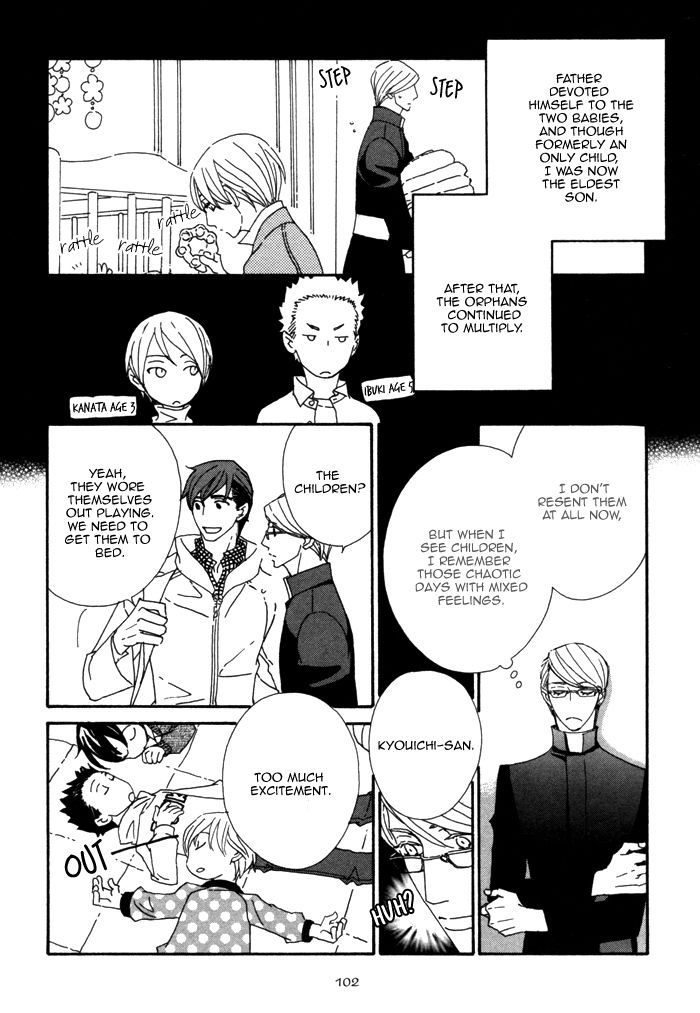 FATHER
DEVOTED
HIMSELF TO THE
TWO BABIES,
AND THOUGH
FORMERLY AN
ONLY CHILD,
I WAS NOW
THE ELDEST
SON.
STEP
STEP
rattle
rattle
rattle
AFTER THAT,
THE ORPHANS
CONTINUED
TO MULTIPLY.
IBUKI AGE 5
KANATA AGE 3
I DON'T
RESENT THEM
AT ALL NOW,
BUT WHEN I
SEE CHILDREN,
I REMEMBER
THOSE CHAOTIC
DAYS WITH MIXED
FEELINGS.
THE
CHILDREN?
YEAH,
THEY WORE
THEMSELVES
OUT PLAYING.
WE NEED TO
GET THEM TO
BED.
KYOUICHI-SAN.
HUH?
TOO MUCH
EXCITEMENT.
OUT
102